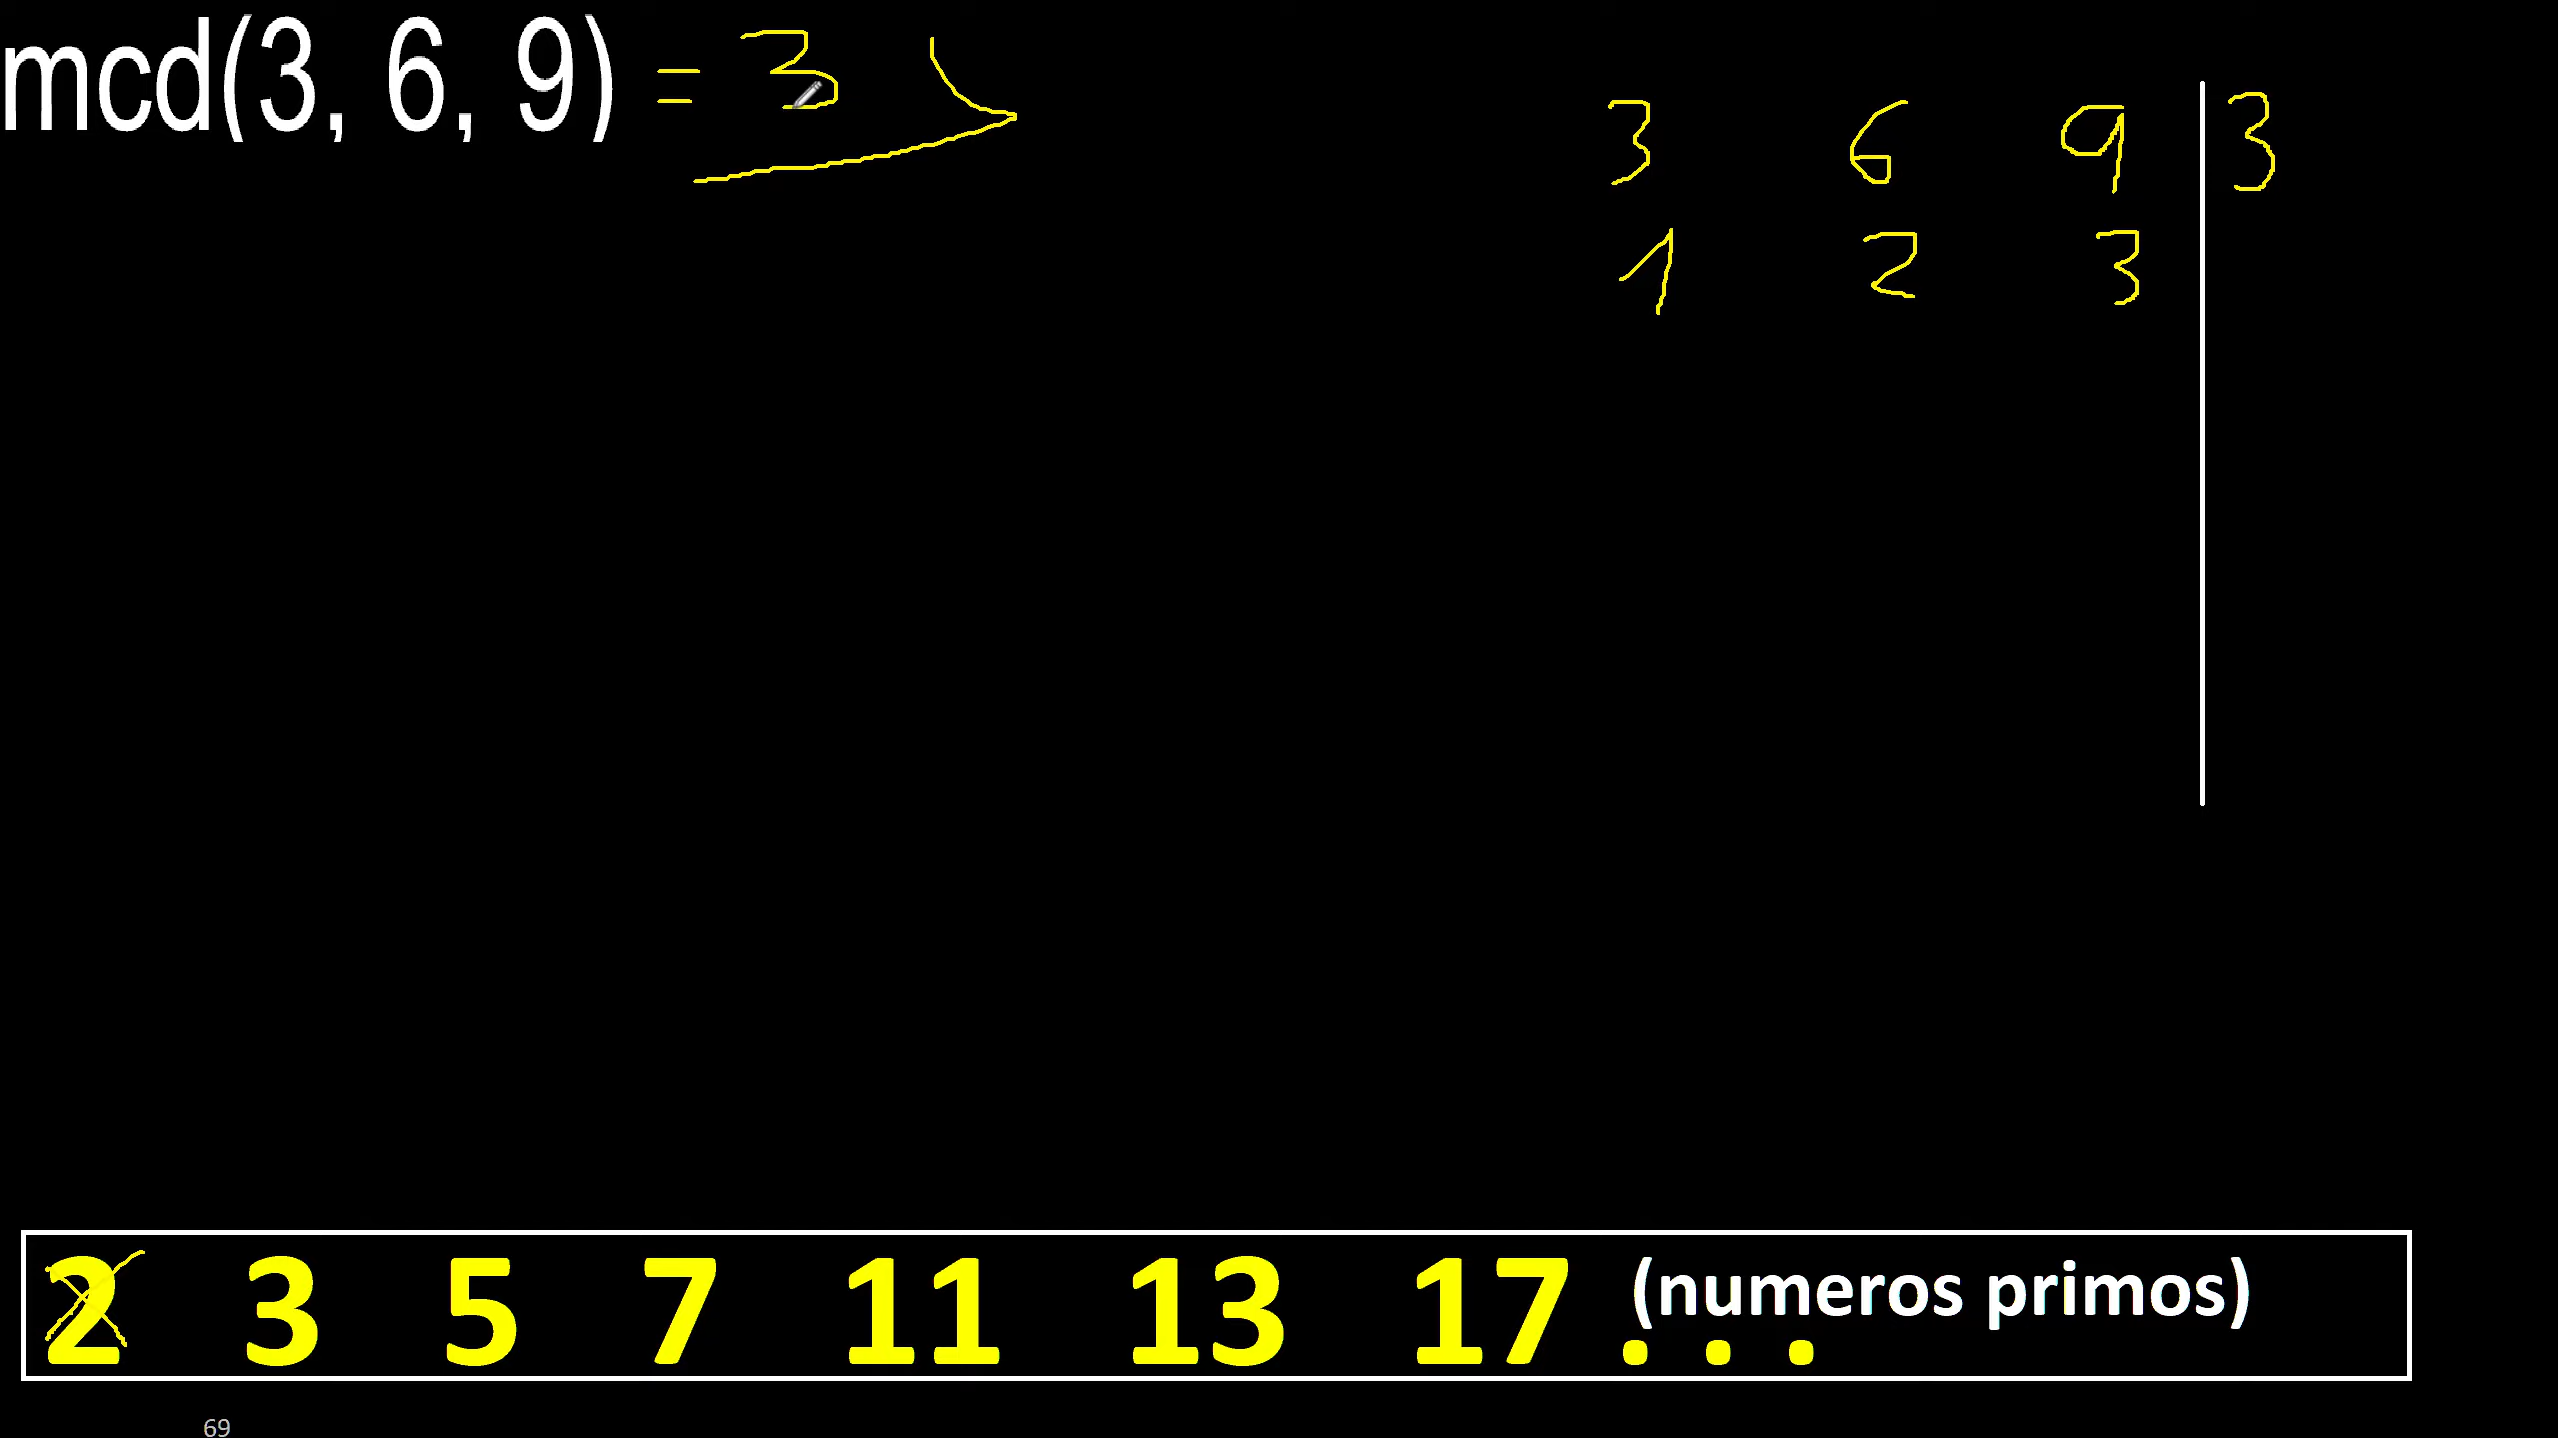 mcd(3, 6, 9) = 3
3 6 9 3
1 2 3
2 3 5 7 11 13 17 . . . (numeros primos)
69